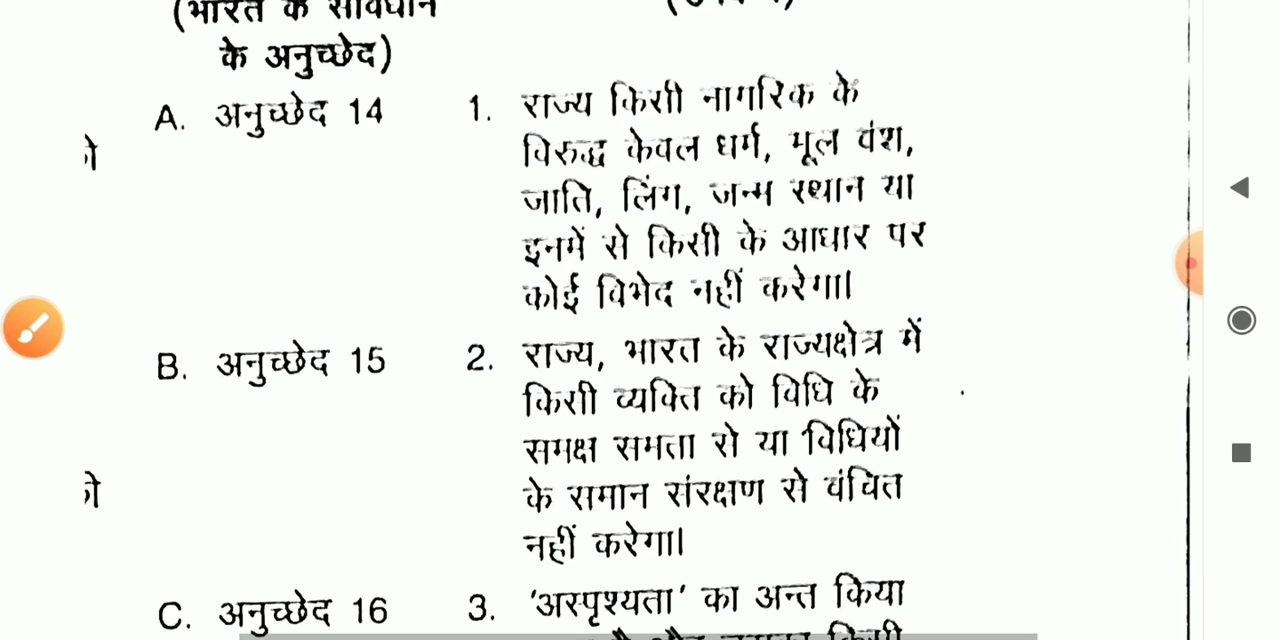 (भारत के संविधान
के अनुच्छेद)
A. अनुच्छेद 14 1. राज्य किसी नागरिक के
विरुद्ध केवल धर्म, मूल वंश,
जाति, लिंग, जन्म स्थान या
इनमें से किसी के आधार पर
कोई विभेद नहीं करेगा।
B. अनुच्छेद 15 2. राज्य, भारत के राज्यक्षेत्र में
किसी व्यक्ति को विधि के
समक्ष समता से या विधियों
के समान संरक्षण से वंचित
नहीं करेगा।
C. अनुच्छेद 16 3. 'अस्पृश्यता' का अन्त किया